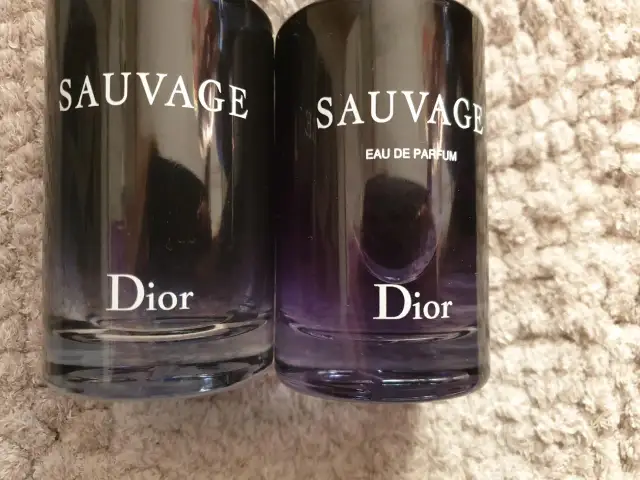 SAUVAGE
Dior
SAUVAGE
EAU DE PARFUM
Dior